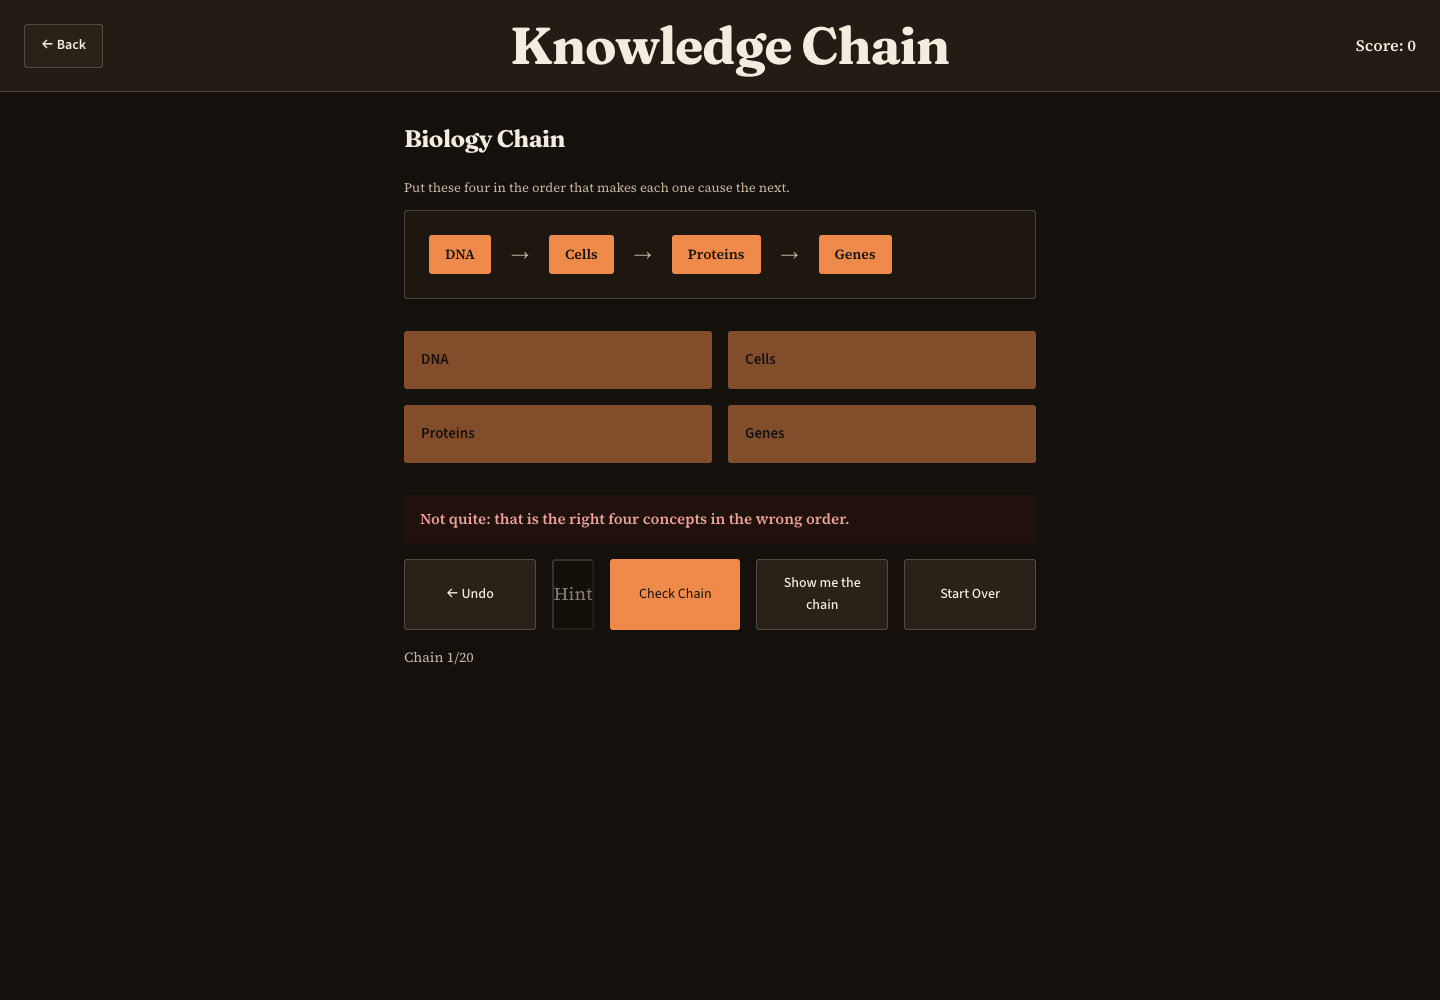 ← Back
Knowledge Chain
Score: 0
Biology Chain
Put these four in the order that makes each one cause the next.
DNA → Cells → Proteins → Genes
DNA
Cells
Proteins
Genes
Not quite: that is the right four concepts in the wrong order.
← Undo
Hint
Check Chain
Show me the
chain
Start Over
Chain 1/20